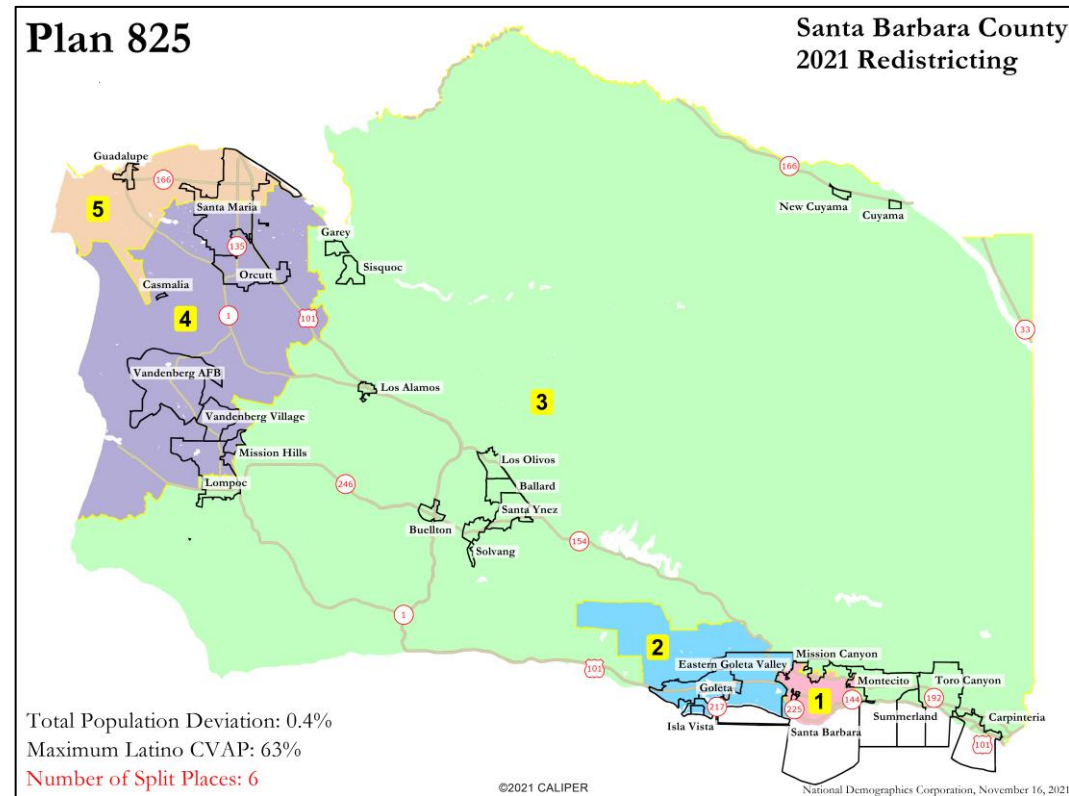 Plan 825
Santa Barbara County
2021 Redistricting
Guadalupe
166
166
5
Santa Maria
New Cuyama
Cuyama
Garey
135
Sisquoc
Orcutt
Casmalia
4
1
101
33
Vandenberg AFB
Los Alamos
3
Vandenberg Village
Mission Hills
Los Olivos
Lompoc
246
Ballard
Santa Ynez
Buellton
Solvang
154
1
2
Mission Canyon
Eastern Goleta Valley
101
Goleta
Montecito
Toro Canyon
217
225
1
144
192
Isla Vista
Santa Barbara
Summerland
Carpinteria
101
Total Population Deviation: 0.4%
Maximum Latino CVAP: 63%
Number of Split Places: 6
©2021 CALIPER
National Demographics Corporation, November 16, 2021